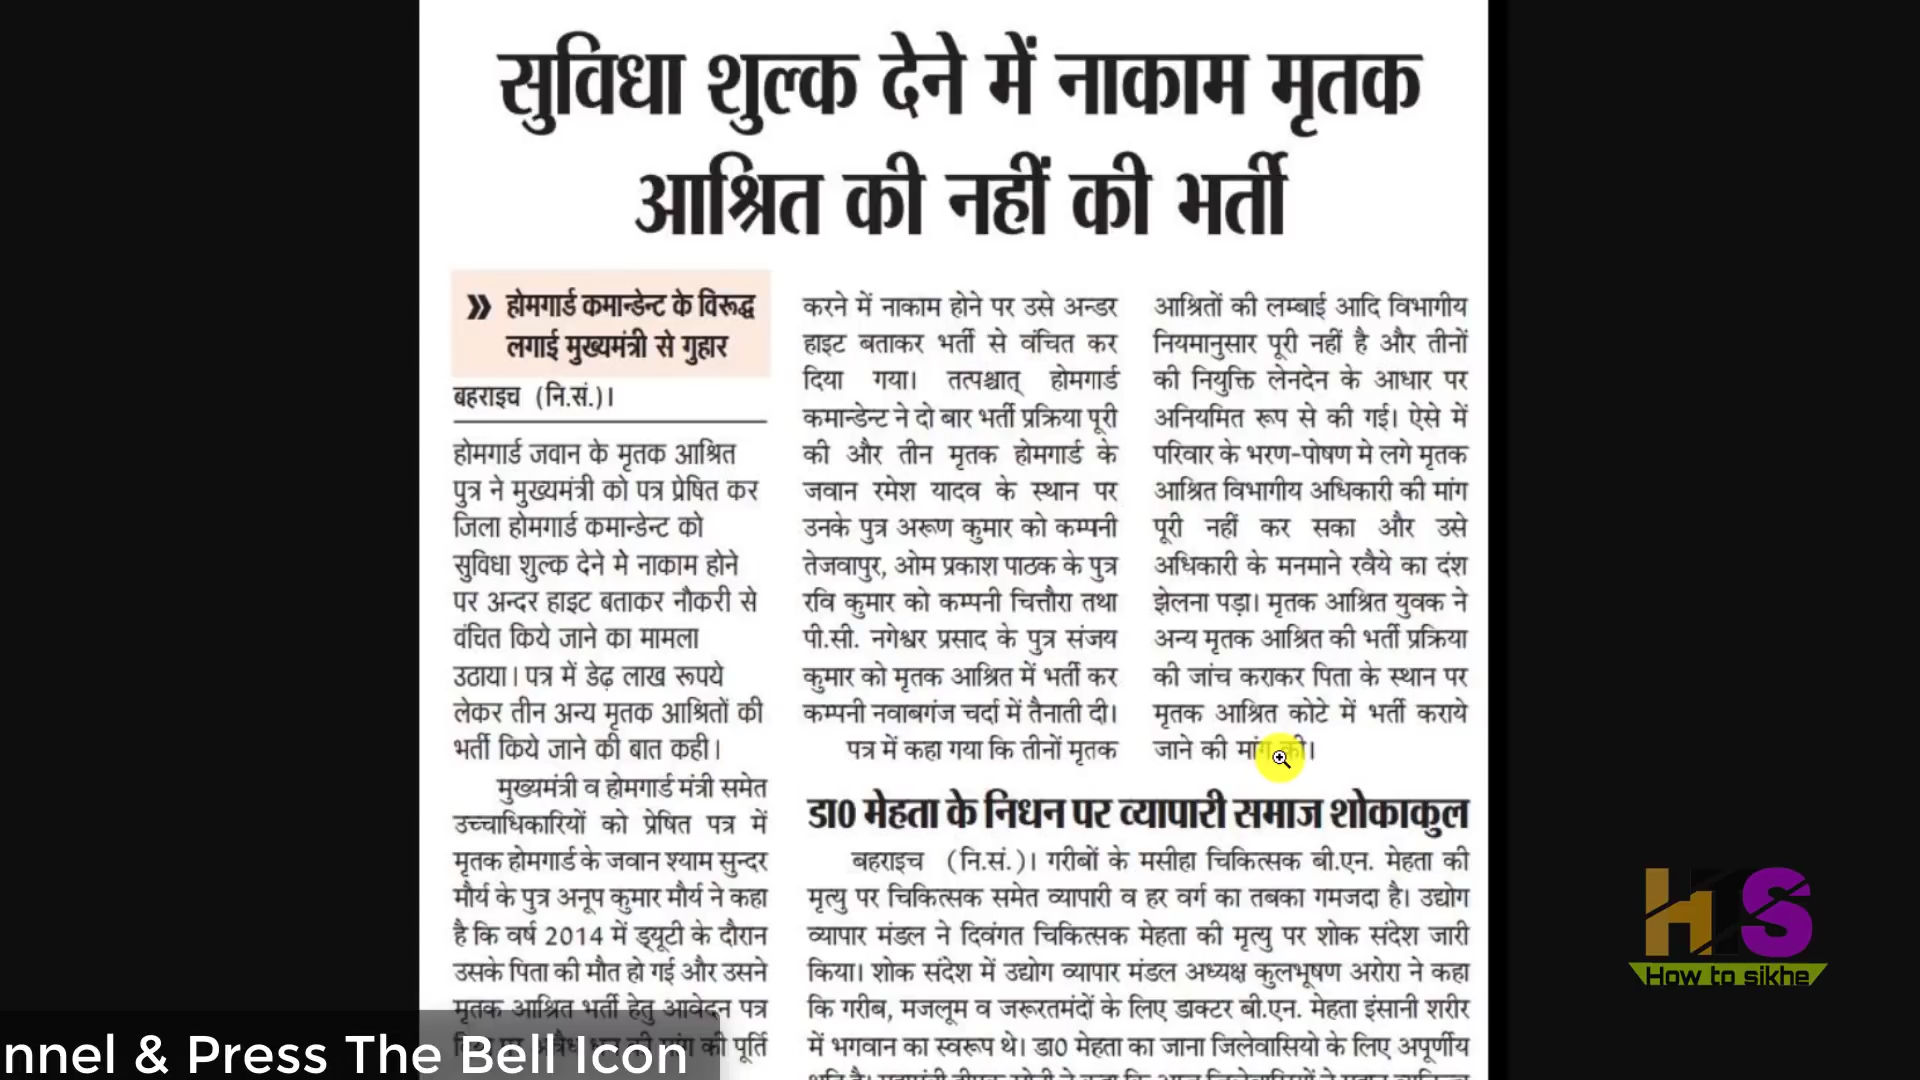 सुविधा शुल्क देने में नाकाम मृतक
आश्रित की नहीं की भर्ती
» होमगार्ड कमान्डेन्ट के विरूद्ध
लगाई मुख्यमंत्री से गुहार
बहराइच (नि.सं.)।
होमगार्ड जवान के मृतक आश्रित
पुत्र ने मुख्यमंत्री को पत्र प्रेषित कर
जिला होमगार्ड कमान्डेन्ट को
सुविधा शुल्क देने मे नाकाम होने
पर अन्दर हाइट बताकर नौकरी से
वंचित किये जाने का मामला
उठाया। पत्र में डेढ़ लाख रूपये
लेकर तीन अन्य मृतक आश्रितों की
भर्ती किये जाने की बात कही।
मुख्यमंत्री व होमगार्ड मंत्री समेत
उच्चाधिकारियों को प्रेषित पत्र में
मृतक होमगार्ड के जवान श्याम सुन्दर
मौर्य के पुत्र अनूप कुमार मौर्य ने कहा
है कि वर्ष 2014 में ड्यूटी के दौरान
उसके पिता की मौत हो गई और उसने
मृतक आश्रित भर्ती हेतु आवेदन पत्र
की पूर्ति
करने में नाकाम होने पर उसे अन्डर
हाइट बताकर भर्ती से वंचित कर
दिया गया। तत्पश्चात् होमगार्ड
कमान्डेन्ट ने दो बार भर्ती प्रक्रिया पूरी
की और तीन मृतक होमगार्ड के
जवान रमेश यादव के स्थान पर
उनके पुत्र अरूण कुमार को कम्पनी
तेजवापुर, ओम प्रकाश पाठक के पुत्र
रवि कुमार को कम्पनी चित्तौरा तथा
पी.सी. नगेश्वर प्रसाद के पुत्र संजय
कुमार को मृतक आश्रित में भर्ती कर
कम्पनी नवाबगंज चर्दा में तैनाती दी।
पत्र में कहा गया कि तीनों मृतक
आश्रितों की लम्बाई आदि विभागीय
नियमानुसार पूरी नहीं है और तीनों
की नियुक्ति लेनदेन के आधार पर
अनियमित रूप से की गई। ऐसे में
परिवार के भरण-पोषण मे लगे मृतक
आश्रित विभागीय अधिकारी की मांग
पूरी नहीं कर सका और उसे
अधिकारी के मनमाने रवैये का दंश
झेलना पड़ा। मृतक आश्रित युवक ने
अन्य मृतक आश्रित की भर्ती प्रक्रिया
की जांच कराकर पिता के स्थान पर
मृतक आश्रित कोटे में भर्ती कराये
जाने की मांग की।
डा0 मेहता के निधन पर व्यापारी समाज शोकाकुल
बहराइच (नि.सं.)। गरीबों के मसीहा चिकित्सक बी.एन. मेहता की
मृत्यु पर चिकित्सक समेत व्यापारी व हर वर्ग का तबका गमजदा है। उद्योग
व्यापार मंडल ने दिवंगत चिकित्सक मेहता की मृत्यु पर शोक संदेश जारी
किया। शोक संदेश में उद्योग व्यापार मंडल अध्यक्ष कुलभूषण अरोरा ने कहा
कि गरीब, मजलूम व जरूरतमंदों के लिए डाक्टर बी.एन. मेहता इंसानी शरीर
में भगवान का स्वरूप थे। डा0 मेहता का जाना जिलेवासियो के लिए अपूर्णीय
HTS
How to sikhe
nnel & Press The Bell Icon